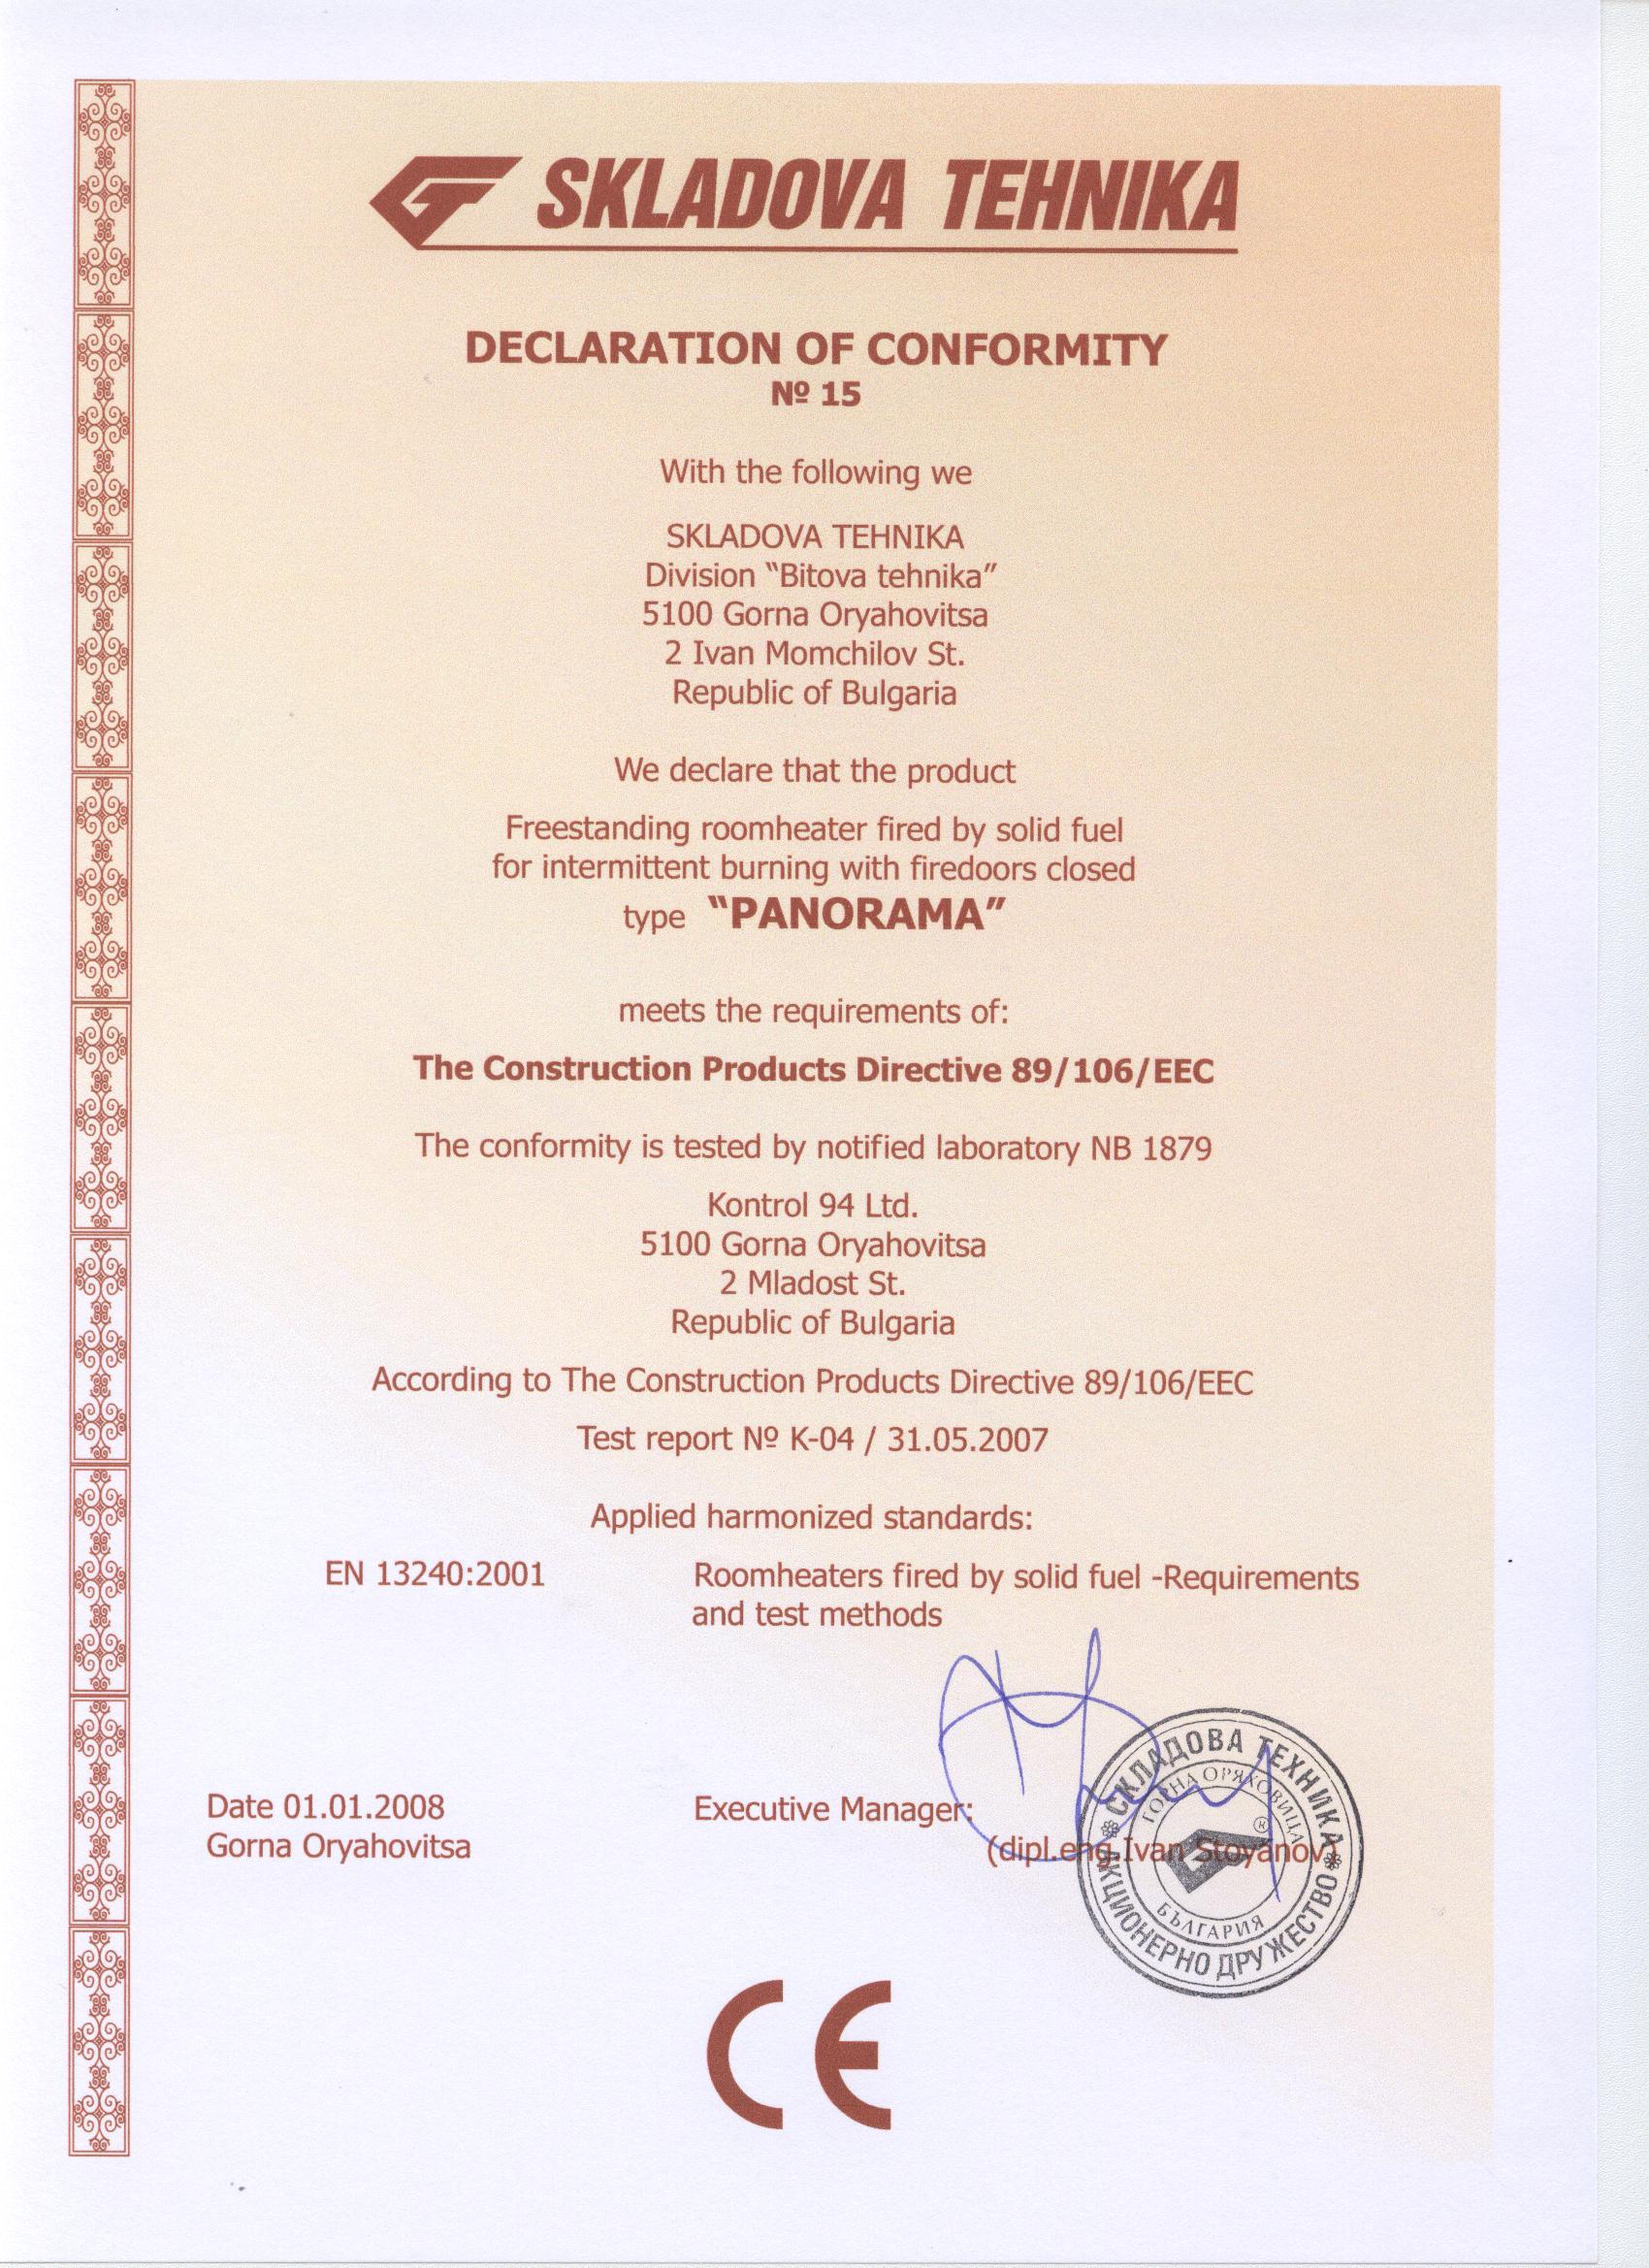 SKLADOVA TEHNIKA
DECLARATION OF CONFORMITY
Nº 15
With the following we
SKLADOVA TEHNIKA
Division “Bitova tehnika”
5100 Gorna Oryahovitsa
2 Ivan Momchilov St.
Republic of Bulgaria
We declare that the product
Freestanding roomheater fired by solid fuel
for intermittent burning with firedoors closed
type “PANORAMA”
meets the requirements of:
The Construction Products Directive 89/106/EEC
The conformity is tested by notified laboratory NB 1879
Kontrol 94 Ltd.
5100 Gorna Oryahovitsa
2 Mladost St.
Republic of Bulgaria
According to The Construction Products Directive 89/106/EEC
Test report Nº K-04 / 31.05.2007
Applied harmonized standards:
EN 13240:2001 Roomheaters fired by solid fuel -Requirements
and test methods
Date 01.01.2008
Gorna Oryahovitsa
Executive Manager:
(dipl.eng.Ivan Stoyanov)
СКЛАДОВА ТЕХНИКА
ГОРНА ОРЯХОВИЦА
®
БЪЛГАРИЯ
АКЦИОНЕРНО ДРУЖЕСТВО
CE